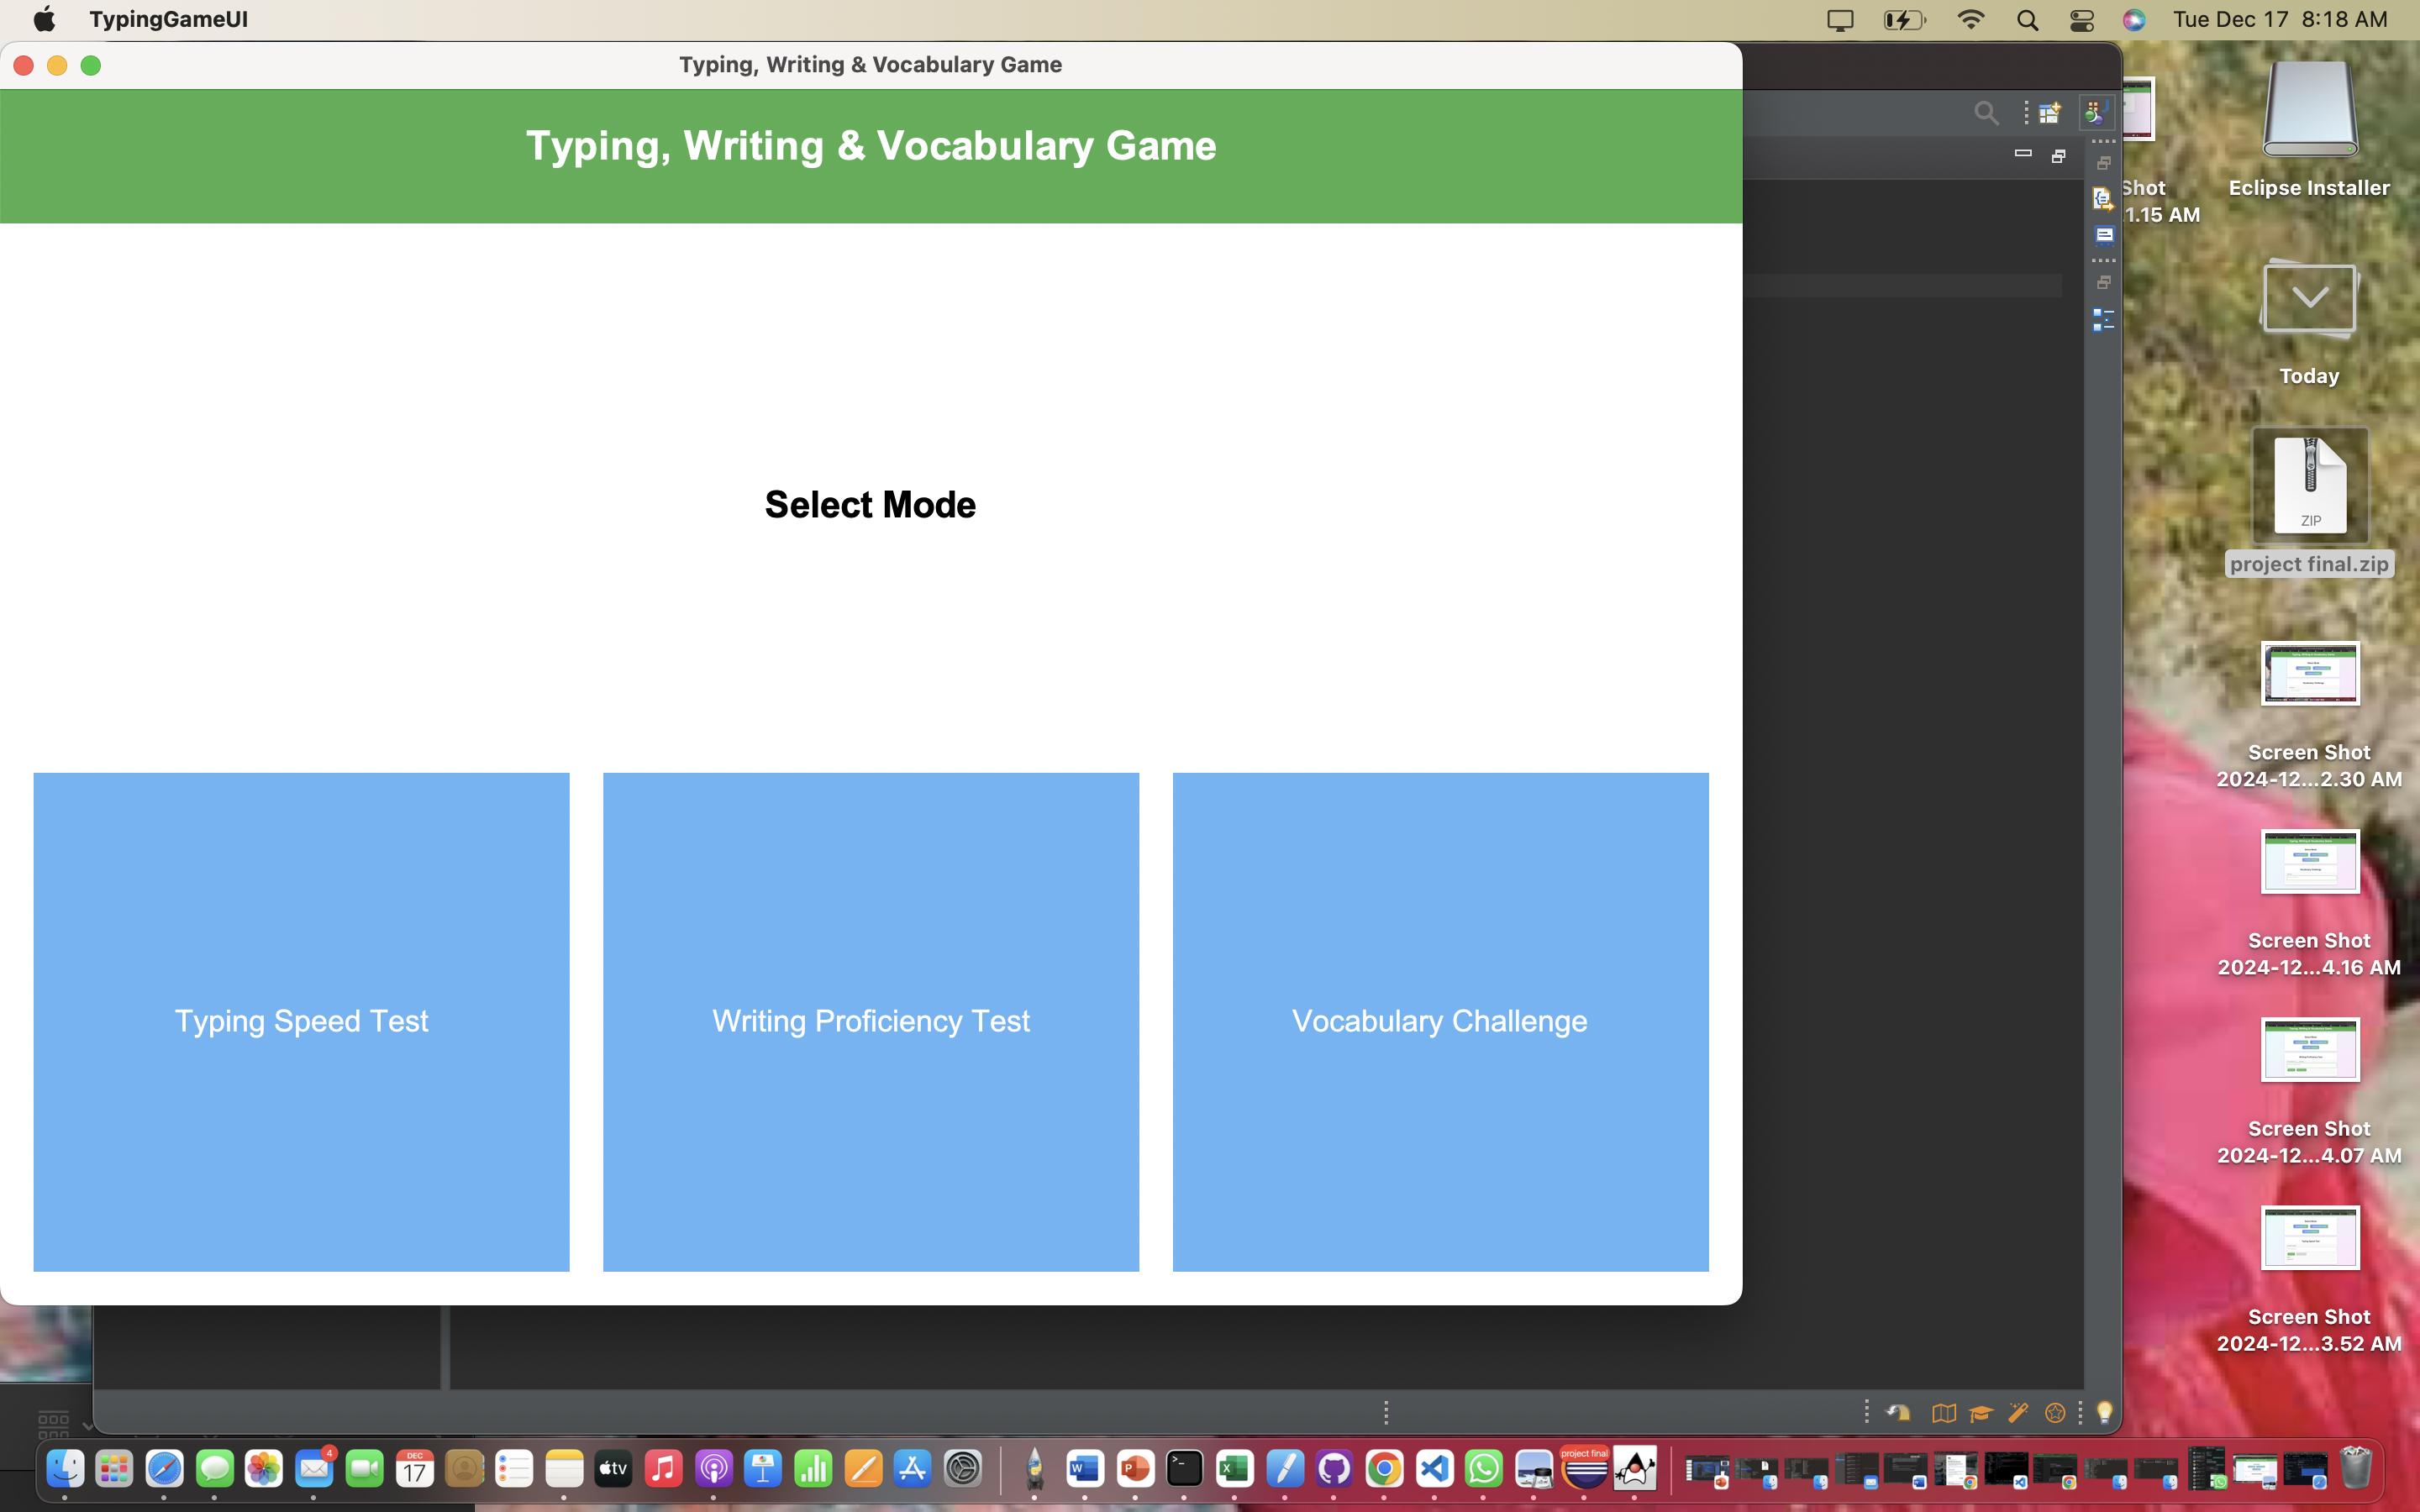 TypingGameUI
Tue Dec 17 8:18 AM
Typing, Writing & Vocabulary Game
Typing, Writing & Vocabulary Game
Select Mode
Typing Speed Test
Writing Proficiency Test
Vocabulary Challenge
Shot
1.15 AM
Eclipse Installer
Today
ZIP
project final.zip
Screen Shot
2024-12...2.30 AM
Screen Shot
2024-12...4.16 AM
Screen Shot
2024-12...4.07 AM
Screen Shot
2024-12...3.52 AM
4
DEC
17
tv
W
P
X
project final